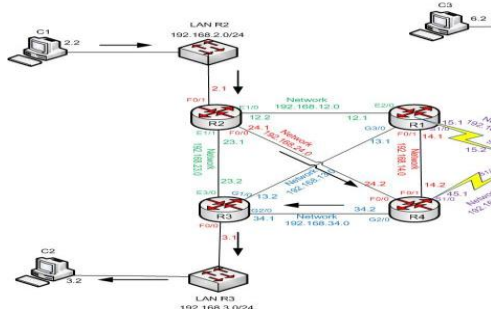 C1
2.2
LAN R2
192.168.2.0/24
C3
6.2
2.1
F0/1
R2
E1/0
12.2
Network
192.168.12.0
E2/0
12.1
R1
E1/1
F0/0
24.1
23.1
Network
192.168.24.0
G3/0
13.1
F0/1
14.1
15.1
15.2
Network
192.168.23.0
Network
Network
192.168.14.0
23.2
E3/0
G1/0
13.2
24.2
F0/0
14.2
F0/1
R3
G2/0
34.1
34.2
G2/0
R4
S1/0
45.1
Network
192.168.34.0
F0/0
3.1
C2
3.2
LAN R3
192.168.3.0/24